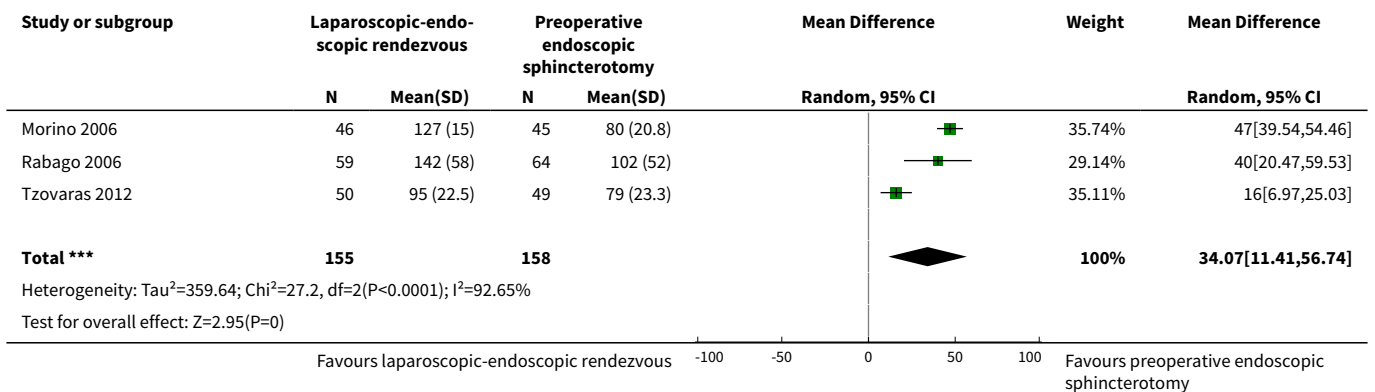 Study or subgroup Laparoscopic-endo- Preoperative Mean Difference Weight Mean Difference
scopic rendezvous endoscopic
sphincterotomy
N Mean(SD) N Mean(SD) Random, 95% CI Random, 95% CI
Morino 2006 46 127 (15) 45 80 (20.8) 35.74% 47[39.54,54.46]
Rabago 2006 59 142 (58) 64 102 (52) 29.14% 40[20.47,59.53]
Tzovaras 2012 50 95 (22.5) 49 79 (23.3) 35.11% 16[6.97,25.03]
Total *** 155 158 100% 34.07[11.41,56.74]
Heterogeneity: Tau²=359.64; Chi²=27.2, df=2(P<0.0001); I²=92.65%
Test for overall effect: Z=2.95(P=0)
Favours laparoscopic-endoscopic rendezvous -100 -50 0 50 100 Favours preoperative endoscopic
sphincterotomy